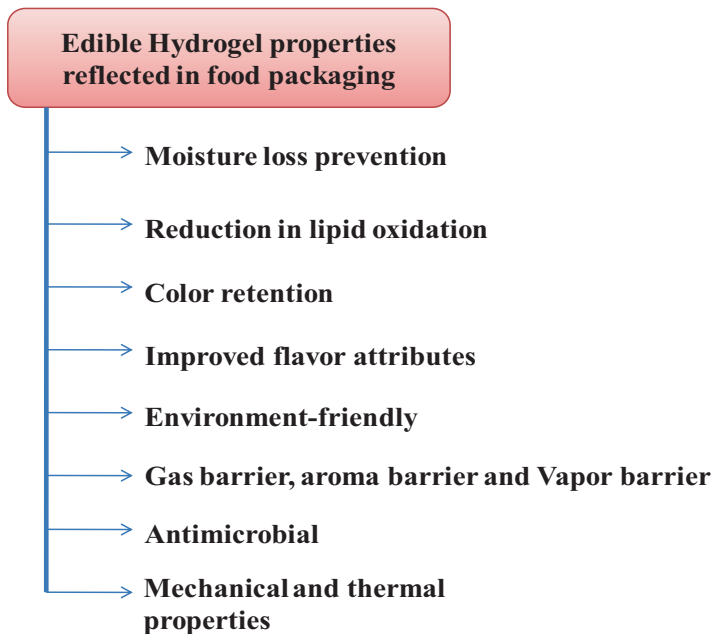 Edible Hydrogel properties
reflected in food packaging
Moisture loss prevention
Reduction in lipid oxidation
Color retention
Improved flavor attributes
Environment-friendly
Gas barrier, aroma barrier and Vapor barrier
Antimicrobial
Mechanical and thermal
properties